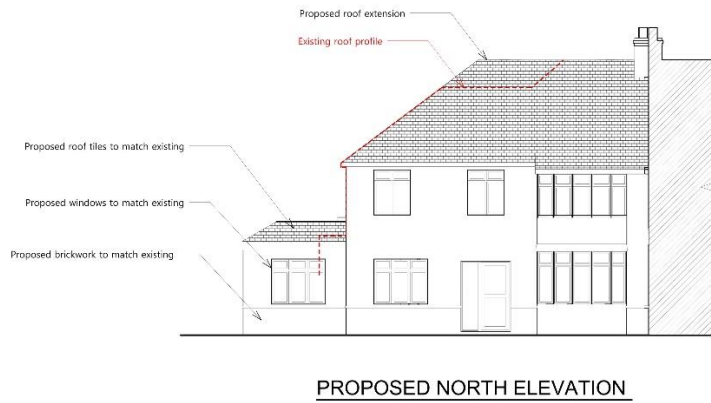 Proposed roof extension
Existing roof profile
Proposed roof tiles to match existing
Proposed windows to match existing
Proposed brickwork to match existing
PROPOSED NORTH ELEVATION